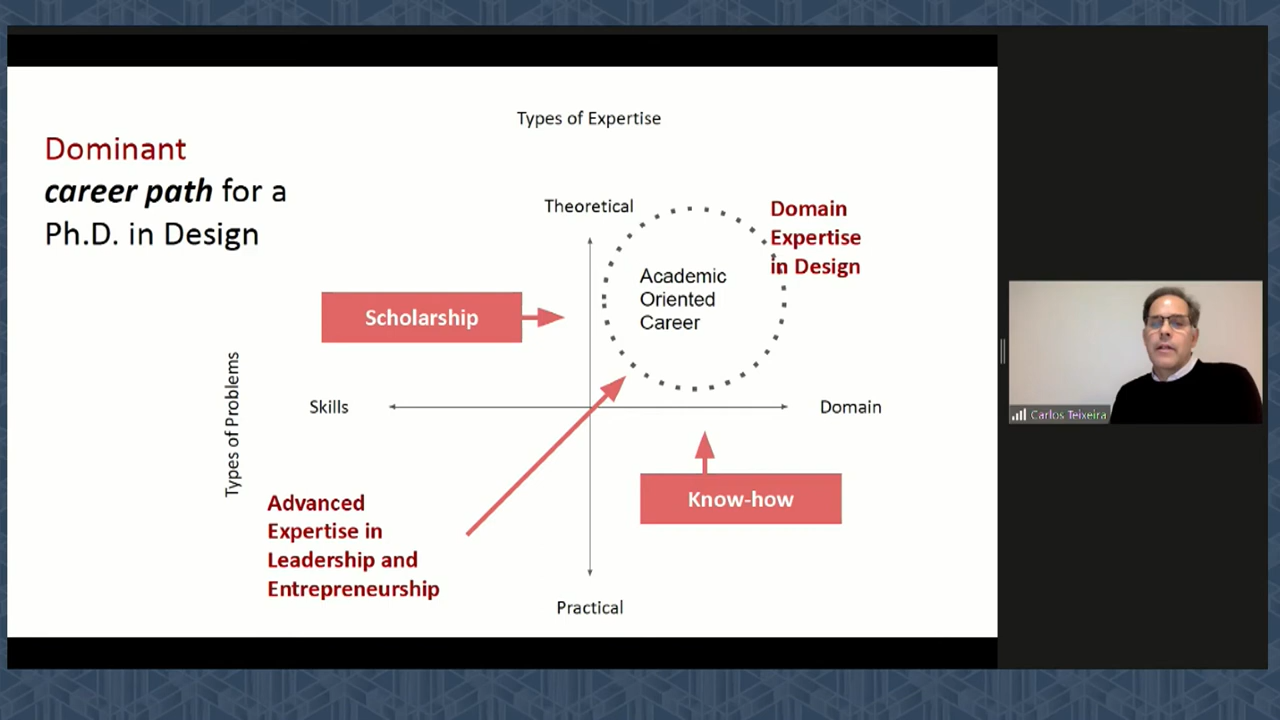 Dominant
career path for a
Ph.D. in Design
Types of Expertise
Theoretical
Domain
Expertise
in Design
Academic
Oriented
Career
Scholarship
Types of Problems
Skills
Domain
Advanced
Expertise in
Leadership and
Entrepreneurship
Know-how
Practical
Carlos Teixeira